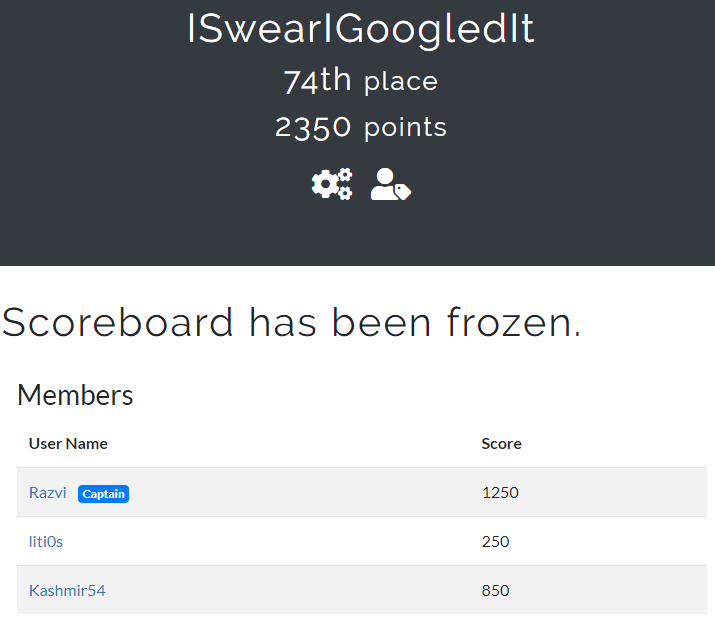 ISwearIGoogledIt
74th place
2350 points
Scoreboard has been frozen.
Members
User Name Score
Razvi Captain 1250
liti0s 250
Kashmir54 850